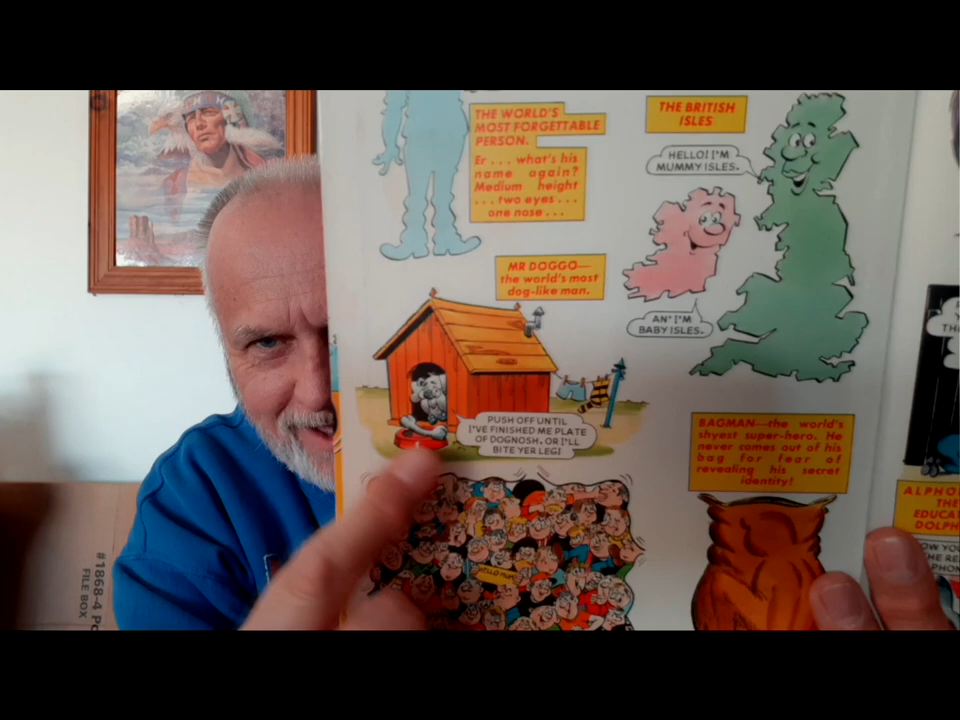 THE WORLD'S
MOST FORGETTABLE
PERSON.
Er . . . what's his
name again?
Medium height
. . . two eyes . . .
one nose . . .
THE BRITISH
ISLES
HELLO! I'M
MUMMY ISLES.
AN' I'M
BABY ISLES.
MR DOGGO—
the world's most
dog-like man.
PUSH OFF UNTIL
I'VE FINISHED ME PLATE
OF DOGNOSH, OR I'LL
BITE YER LEG!
BAGMAN—the world's
shyest super-hero. He
never comes out of his
bag for fear of
revealing his secret
identity!
HELLO MUM
ALPHO
THE
EDUCA
DOLPH
#1868-4 Po
FILE BOX